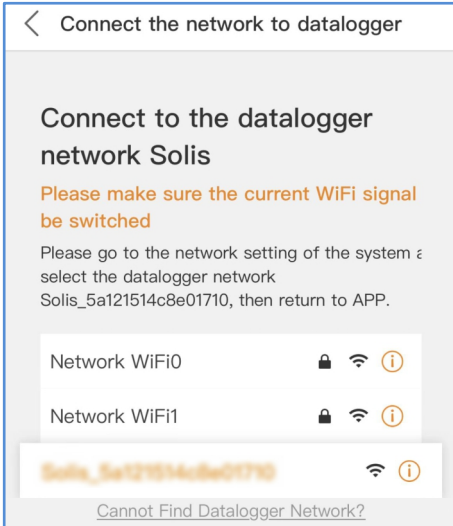 Connect the network to datalogger
Connect to the datalogger
network Solis
Please make sure the current WiFi signal
be switched
Please go to the network setting of the system a
select the datalogger network
Solis_5a121514c8e01710, then return to APP.
Network WiFi0
Network WiFi1
Solis_5a121514c8e01710
Cannot Find Datalogger Network?